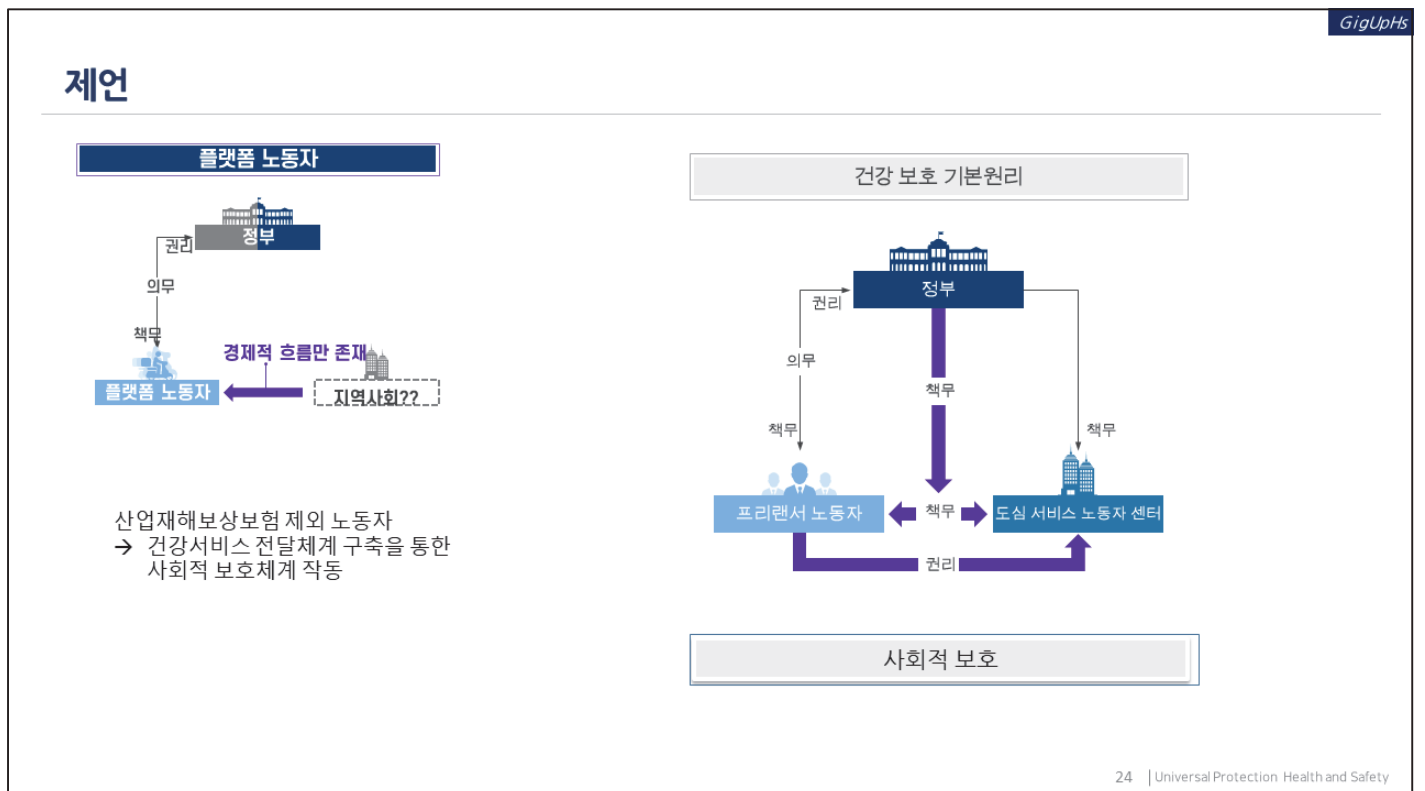 GigUpHs
제언
플랫폼 노동자
정부
권리
의무
책무
경제적 흐름만 존재
플랫폼 노동자
지역사회??
산업재해보상보험 제외 노동자
→ 건강서비스 전달체계 구축을 통한
사회적 보호체계 작동
건강 보호 기본원리
정부
권리
의무
책무
책무
책무
프리랜서 노동자
책무
도심 서비스 노동자 센터
권리
사회적 보호
24 | Universal Protection Health and Safety